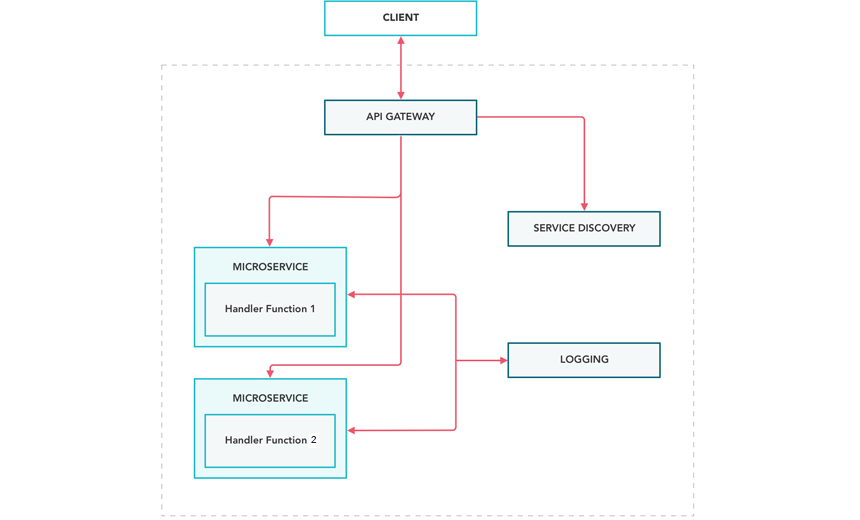 CLIENT
API GATEWAY
SERVICE DISCOVERY
MICROSERVICE
Handler Function 1
LOGGING
MICROSERVICE
Handler Function 2